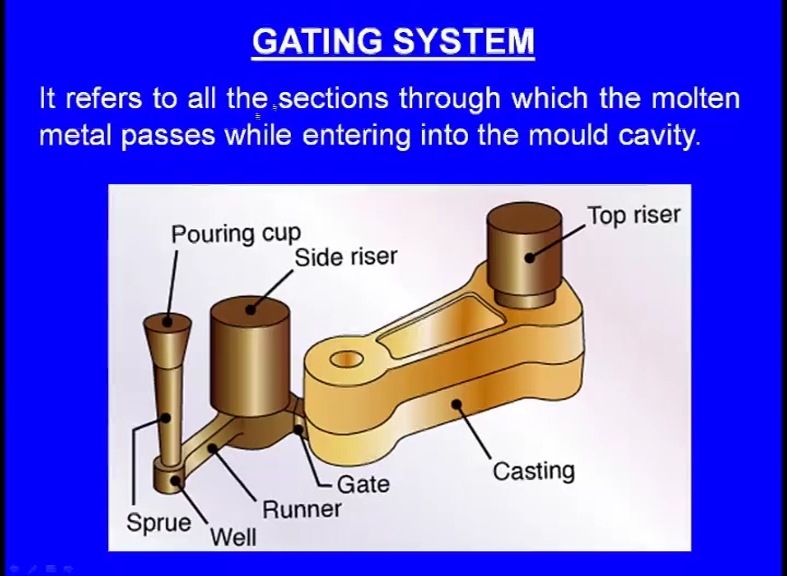 GATING SYSTEM
It refers to all the sections through which the molten
metal passes while entering into the mould cavity.
Top riser
Pouring cup
Side riser
Casting
Gate
Runner
Sprue
Well